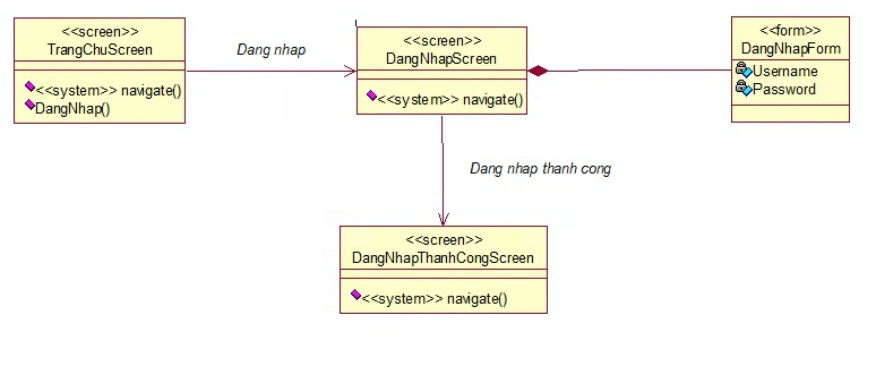 <<screen>>
TrangChuScreen
<<system>> navigate()
DangNhap()
Dang nhap
<<screen>>
DangNhapScreen
<<system>> navigate()
<<form>>
DangNhapForm
Username
Password
Dang nhap thanh cong
<<screen>>
DangNhapThanhCongScreen
<<system>> navigate()